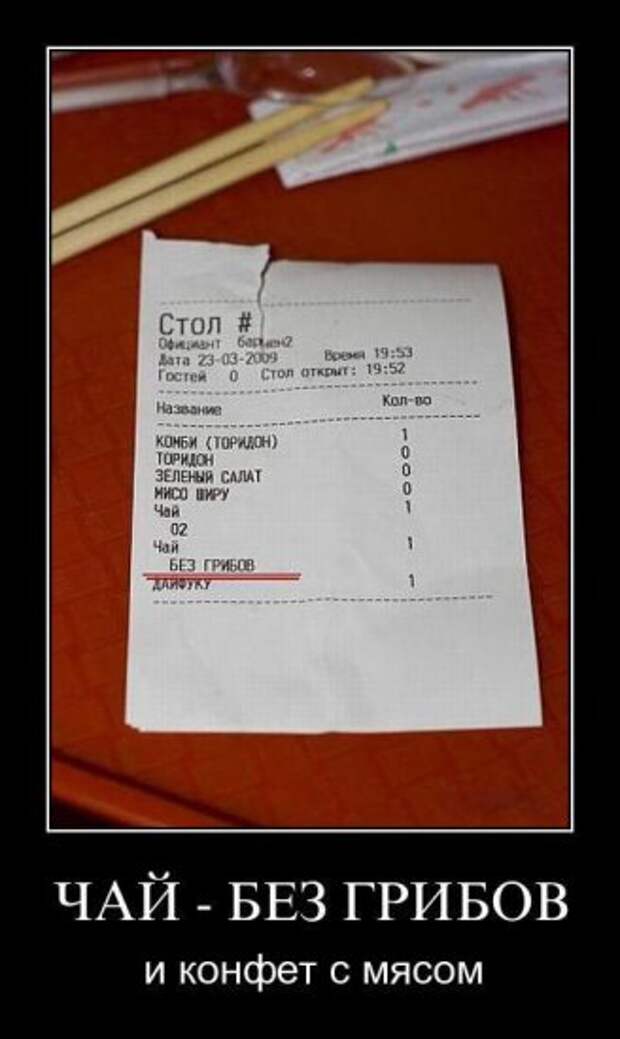 Стол #
Официант бармен2
Дата 23-03-2009 Время 19:53
Гостей 0 Стол открыт: 19:52
Название Кол-во
КОМБИ (ТОРИДОН) 1
ТОРИДОН 0
ЗЕЛЕНЫЙ САЛАТ 0
МИСО ШИРУ 0
Чай 1
02
Чай 1
БЕЗ ГРИБОВ
ДАЙФУКУ 1
ЧАЙ - БЕЗ ГРИБОВ
и конфет с мясом